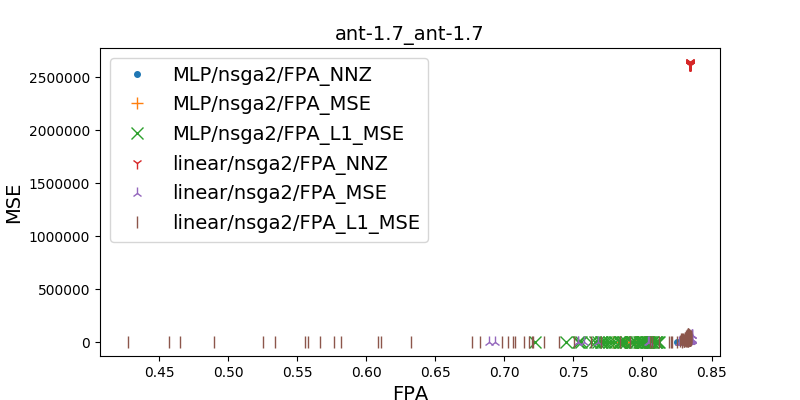 ant-1.7_ant-1.7
MLP/nsga2/FPA_NNZ
MLP/nsga2/FPA_MSE
MLP/nsga2/FPA_L1_MSE
linear/nsga2/FPA_NNZ
linear/nsga2/FPA_MSE
linear/nsga2/FPA_L1_MSE
MSE
2500000
2000000
1500000
1000000
500000
0
0.45 0.50 0.55 0.60 0.65 0.70 0.75 0.80 0.85
FPA